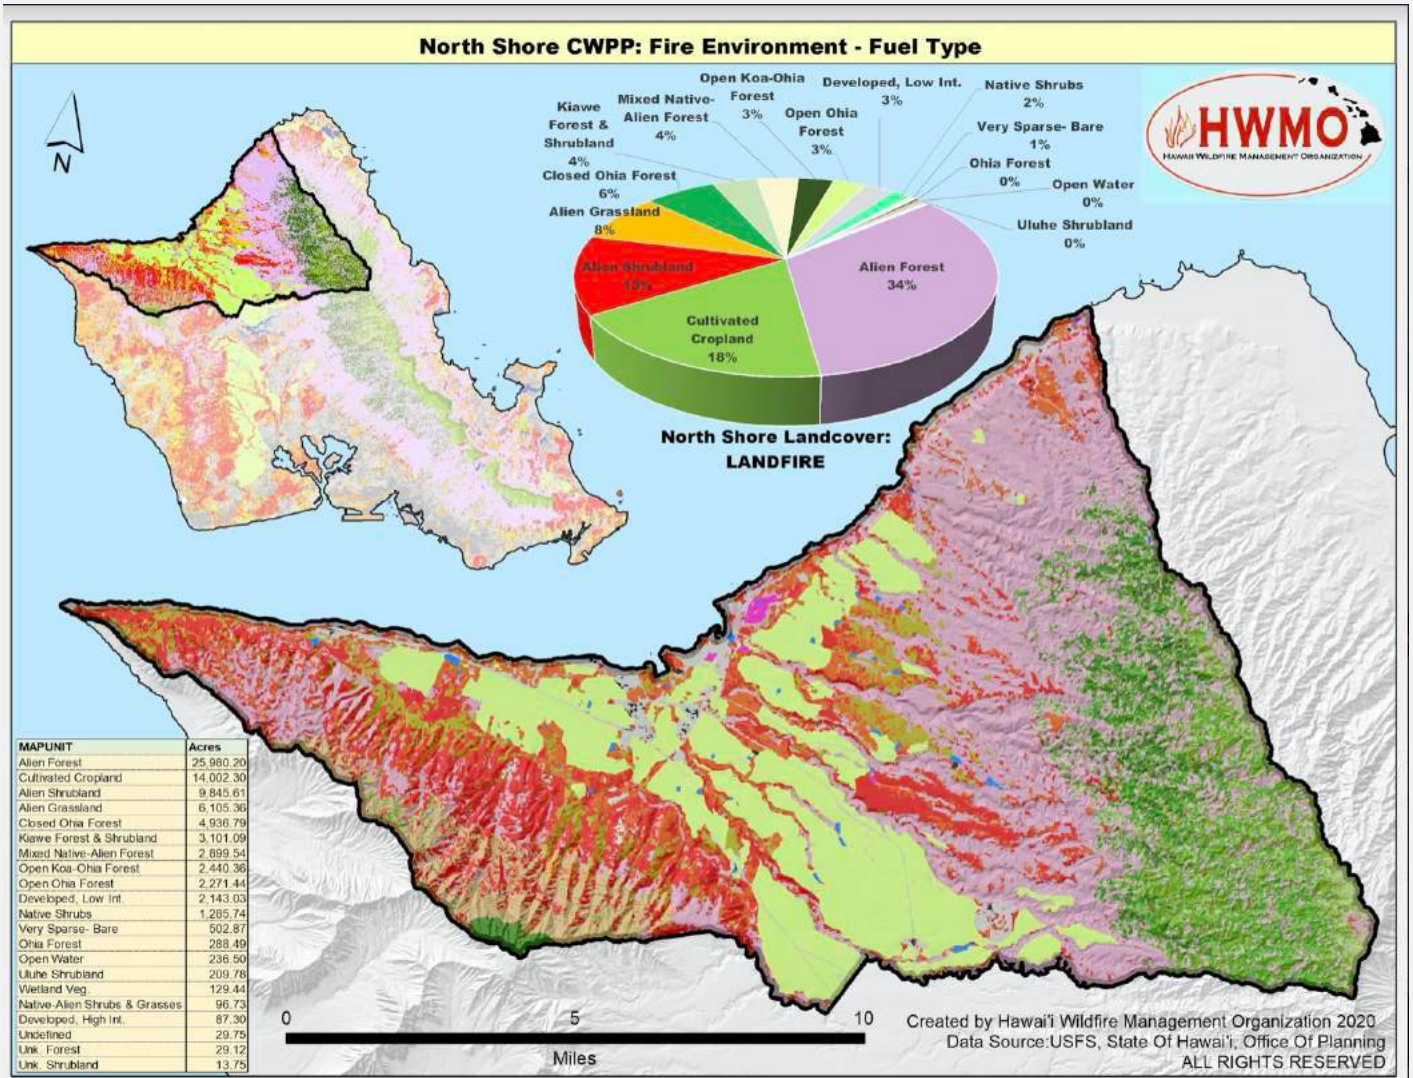 North Shore CWPP: Fire Environment - Fuel Type
N
Kiawe
Forest &
Shrubland
4%
Mixed Native-
Alien Forest
4%
Open Koa-Ohia
Forest
3%
Open Ohia
Forest
3%
Developed, Low Int.
3%
Native Shrubs
2%
Very Sparse- Bare
1%
Ohia Forest
0%
Open Water
0%
Uluhe Shrubland
0%
Closed Ohia Forest
6%
Alien Grassland
8%
Alien Shrubland
13%
Cultivated
Cropland
18%
Alien Forest
34%
HWMO
HAWAII WILDFIRE MANAGEMENT ORGANIZATION
North Shore Landcover:
LANDFIRE
MAPUNIT Acres
Alien Forest 25,980.20
Cultivated Cropland 14,002.30
Alien Shrubland 9,845.61
Alien Grassland 6,105.36
Closed Ohia Forest 4,936.79
Kiawe Forest & Shrubland 3,101.09
Mixed Native-Alien Forest 2,899.54
Open Koa-Ohia Forest 2,440.36
Open Ohia Forest 2,271.44
Developed, Low Int. 2,143.03
Native Shrubs 1,285.74
Very Sparse- Bare 502.87
Ohia Forest 288.49
Open Water 236.50
Uluhe Shrubland 209.78
Wetland Veg. 129.44
Native-Alien Shrubs & Grasses 96.73
Developed, High Int. 87.30
Undefined 29.75
Unk. Forest 29.12
Unk. Shrubland 13.75
0 5 10
Miles
Created by Hawai'i Wildfire Management Organization 2020
Data Source:USFS, State Of Hawai'i, Office Of Planning
ALL RIGHTS RESERVED